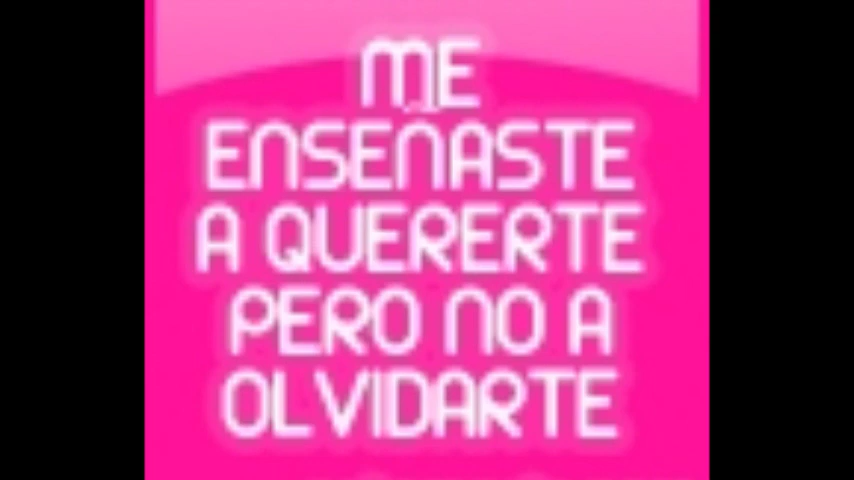 ME
ENSEÑASTE
A QUERERTE
PERO NO A
OLVIDARTE